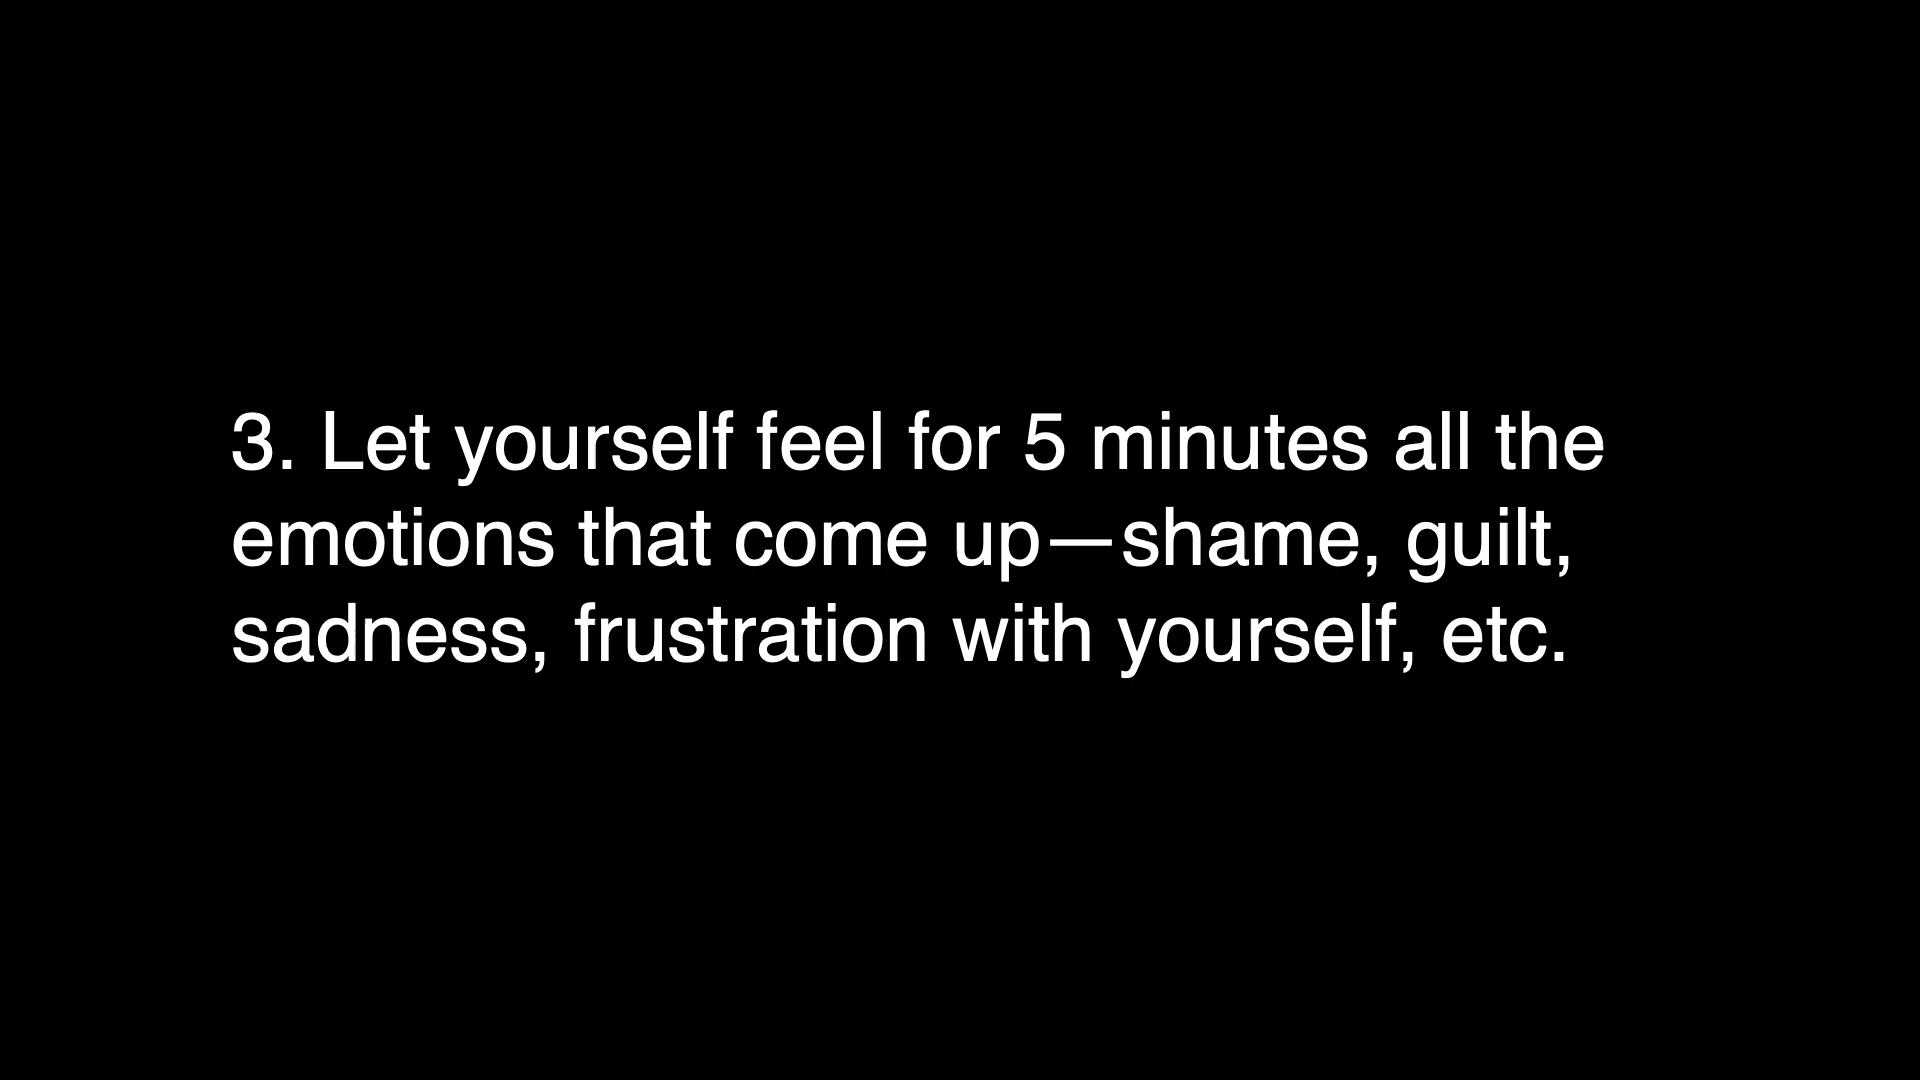 3. Let yourself feel for 5 minutes all the
emotions that come up—shame, guilt,
sadness, frustration with yourself, etc.